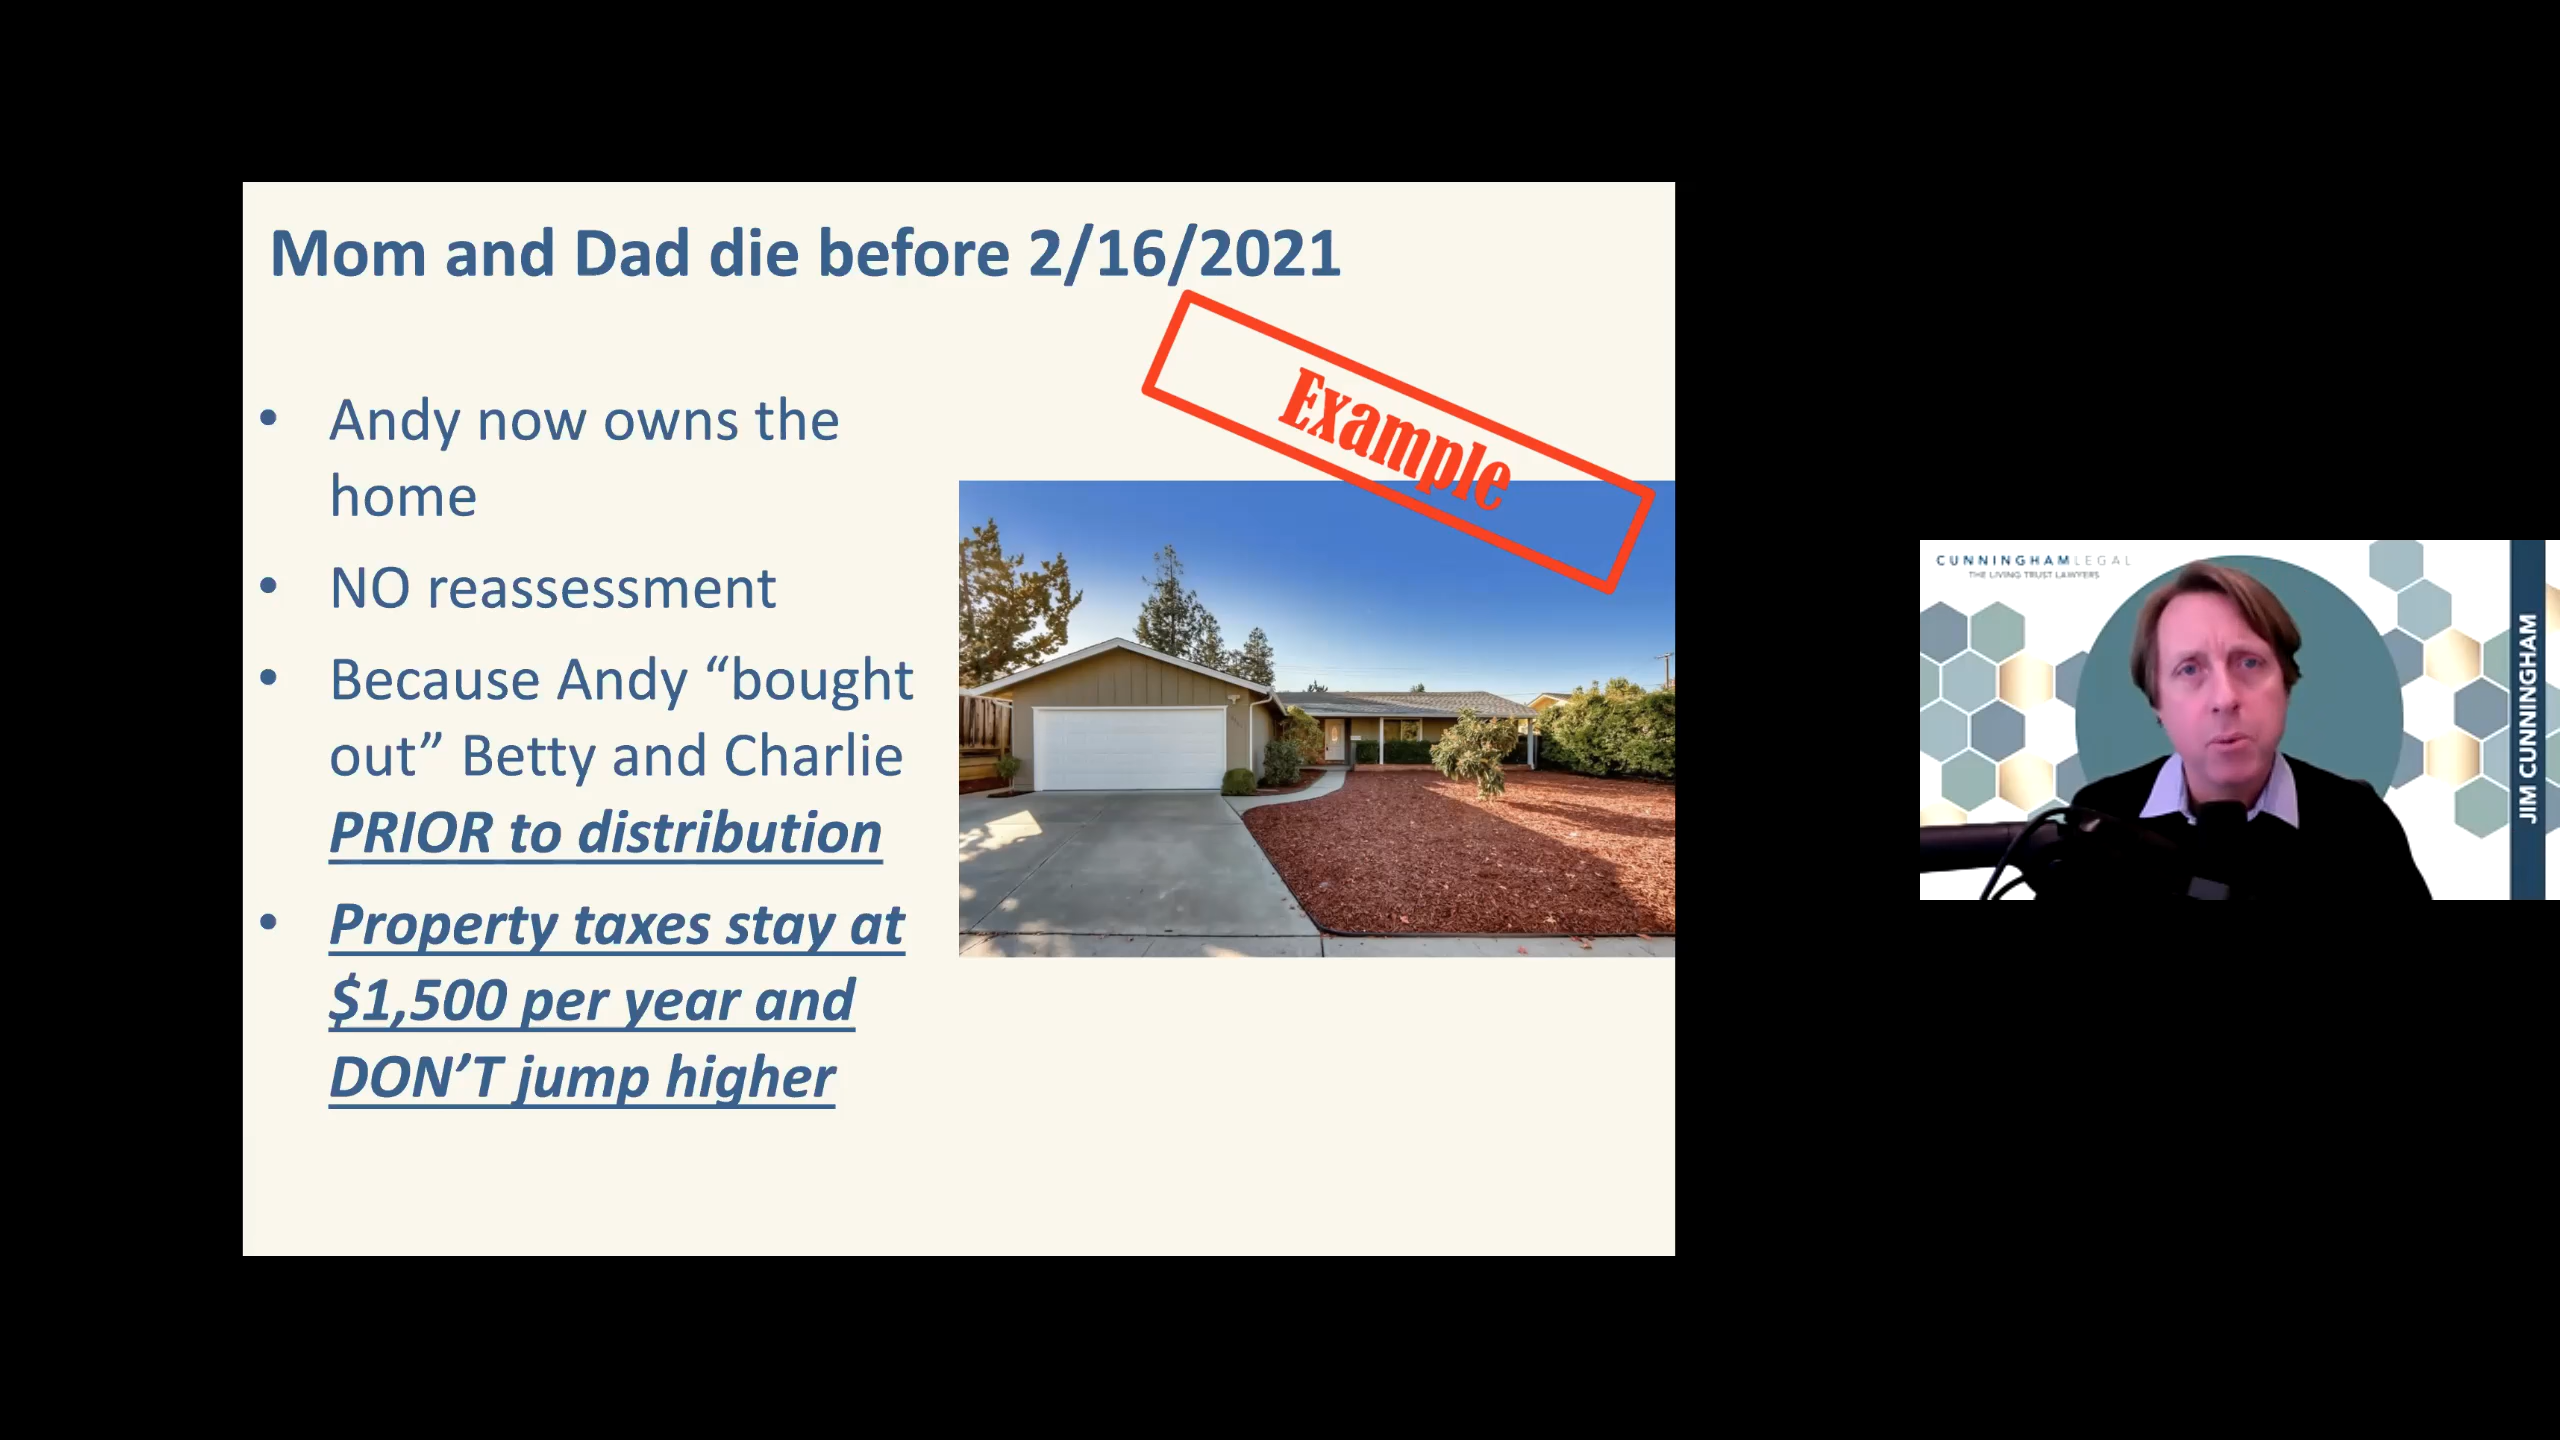 Mom and Dad die before 2/16/2021
Example
• Andy now owns the
home
• NO reassessment
• Because Andy “bought
out” Betty and Charlie
PRIOR to distribution
• Property taxes stay at
$1,500 per year and
DON’T jump higher
CUNNINGHAMLEGAL
THE LIVING TRUST LAWYERS
JIM CUNNINGHAM